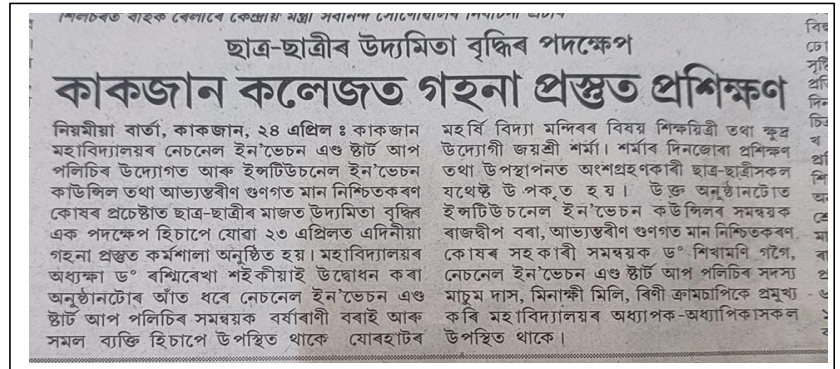 ছাত্ৰ-ছাত্ৰীৰ উদ্যমিতা বৃদ্ধিৰ পদক্ষেপ
কাকজান কলেজত গহনা প্ৰস্তুত প্ৰশিক্ষণ
নিয়মীয়া বাৰ্তা, কাকজান, ২৪ এপ্ৰিল ঃ কাকজান
মহাবিদ্যালয়ৰ নেচনেল ইন'ভেচন এণ্ড ষ্টাৰ্ট আপ
পলিচিৰ উদ্যোগত আৰু ইন্সটিউচনেল ইন'ভেচন
কাউন্সিল তথা আভ্যন্তৰীণ গুণগত মান নিশ্চিতকৰণ
কোষৰ প্ৰচেষ্টাত ছাত্ৰ-ছাত্ৰীৰ মাজত উদ্যমিতা বৃদ্ধিৰ
এক পদক্ষেপ হিচাপে যোৱা ২৩ এপ্ৰিলত এদিনীয়া
গহনা প্ৰস্তুত কৰ্মশালা অনুষ্ঠিত হয়। মহাবিদ্যালয়ৰ
অধ্যক্ষা ড° ৰশ্মিৰেখা শইকীয়াই উদ্বোধন কৰা
অনুষ্ঠানটোৰ আঁত ধৰে নেচনেল ইন'ভেচন এণ্ড
ষ্টাৰ্ট আপ পলিচিৰ সমন্বয়ক বৰ্ষাৰাণী বৰাই আৰু
সমল ব্যক্তি হিচাপে উপস্থিত থাকে যোৰহাটৰ
মহৰ্ষি বিদ্যা মন্দিৰৰ বিষয় শিক্ষয়িত্ৰী তথা ক্ষুদ্ৰ
উদ্যোগী জয়শ্ৰী শৰ্মা। শৰ্মাৰ দিনজোৰা প্ৰশিক্ষণ
তথা উপস্থাপনত অংশগ্ৰহণকাৰী ছাত্ৰ-ছাত্ৰীসকল
যথেষ্ট উপকৃত হয়। উক্ত অনুষ্ঠানটোত
ইন্সটিউচনেল ইন'ভেচন কউন্সিলৰ সমন্বয়ক
ৰাজদ্বীপ বৰা, আভ্যন্তৰীণ গুণগত মান নিশ্চিতকৰণ
কোষৰ সহকাৰী সমন্বয়ক ড° শিখামণি গগৈ,
নেচনেল ইন'ভেচন এণ্ড ষ্টাৰ্ট আপ পলিচিৰ সদস্য
মাচুম দাস, মিনাক্ষী মিলি, ৰিনী ক্ৰামচাপিকে প্ৰমুখ্য
কৰি মহাবিদ্যালয়ৰ অধ্যাপক-অধ্যাপিকাসকল
উপস্থিত থাকে।